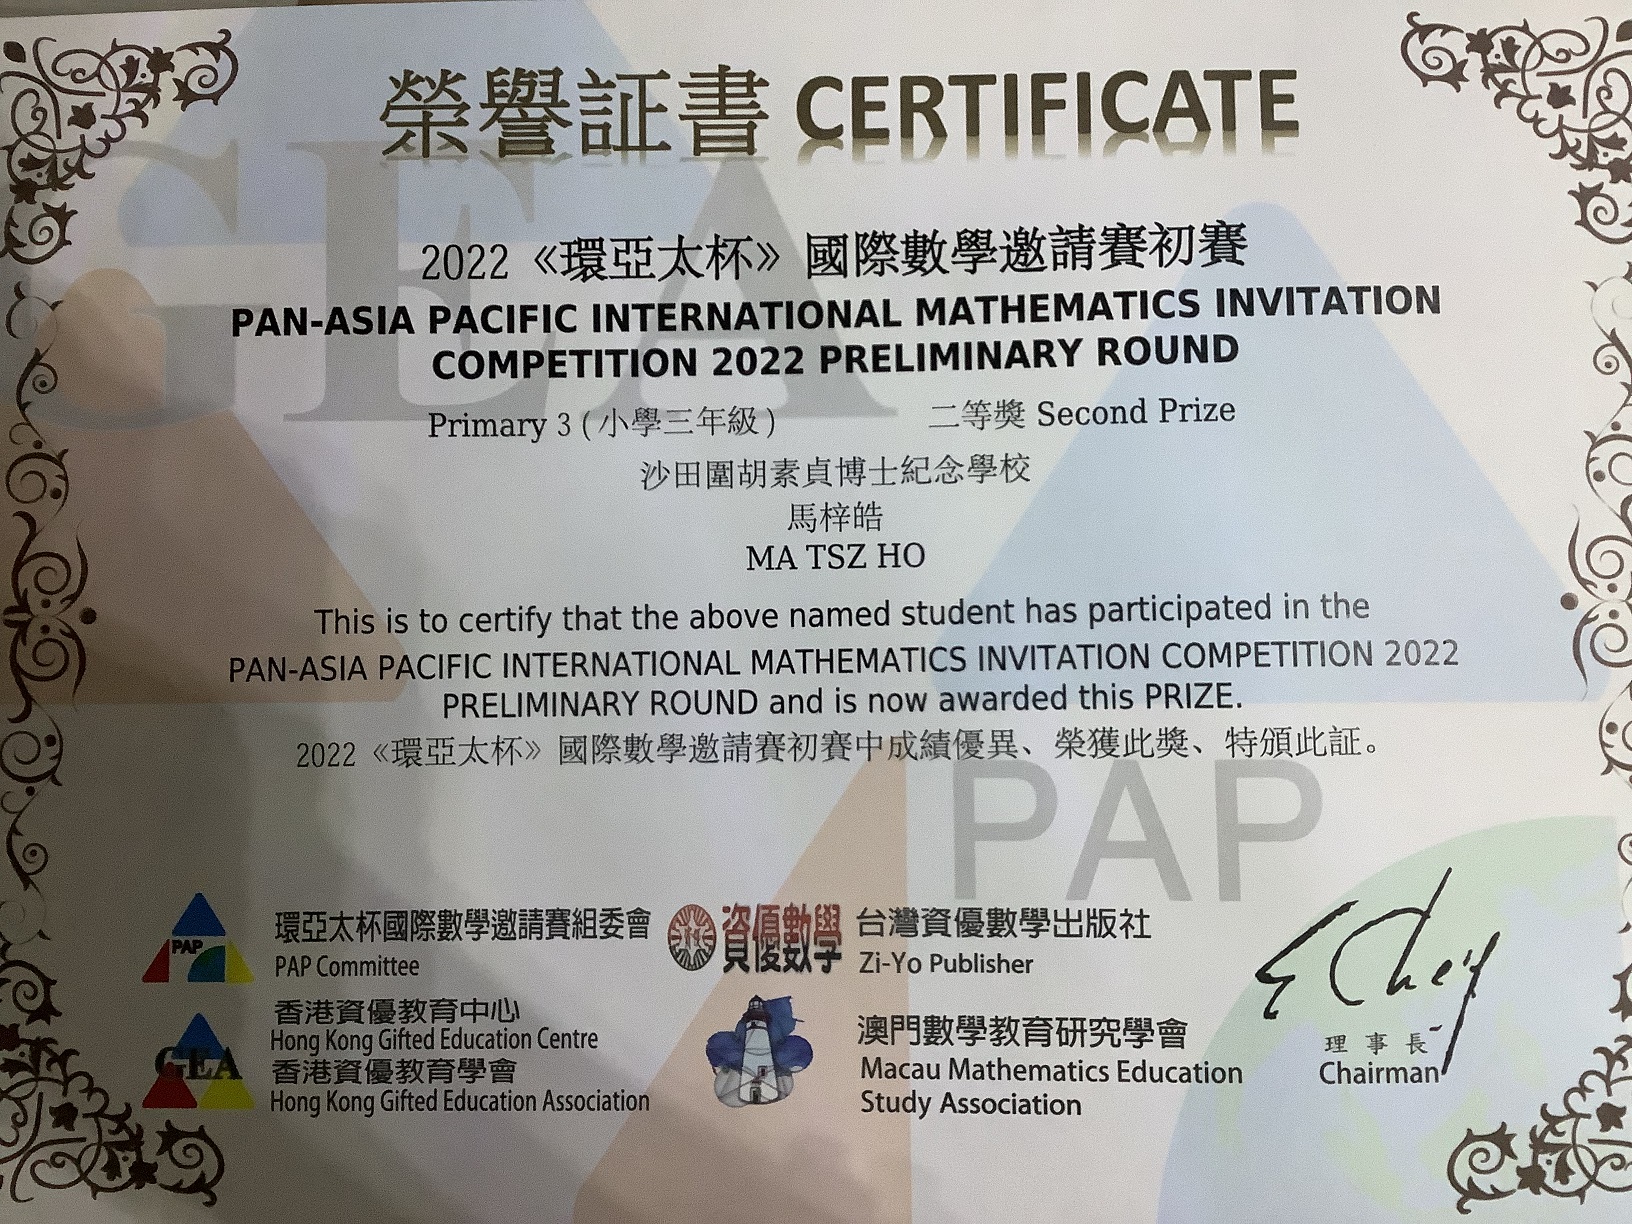 榮譽証書 CERTIFICATE
2022《環亞太杯》國際數學邀請賽初賽
PAN-ASIA PACIFIC INTERNATIONAL MATHEMATICS INVITATION
COMPETITION 2022 PRELIMINARY ROUND
Primary 3 ( 小學三年級 ) 二等獎 Second Prize
沙田圍胡素貞博士紀念學校
馬梓皓
MA TSZ HO
This is to certify that the above named student has participated in the
PAN-ASIA PACIFIC INTERNATIONAL MATHEMATICS INVITATION COMPETITION 2022
PRELIMINARY ROUND and is now awarded this PRIZE.
2022《環亞太杯》國際數學邀請賽初賽中成績優異、榮獲此獎、特頒此証。
GEA
PAP
PAP
環亞太杯國際數學邀請賽組委會
PAP Committee
資優數學
台灣資優數學出版社
Zi-Yo Publisher
GEA
香港資優教育中心
Hong Kong Gifted Education Centre
香港資優教育學會
Hong Kong Gifted Education Association
澳門數學教育研究學會
Macau Mathematics Education
Study Association
理事長
Chairman